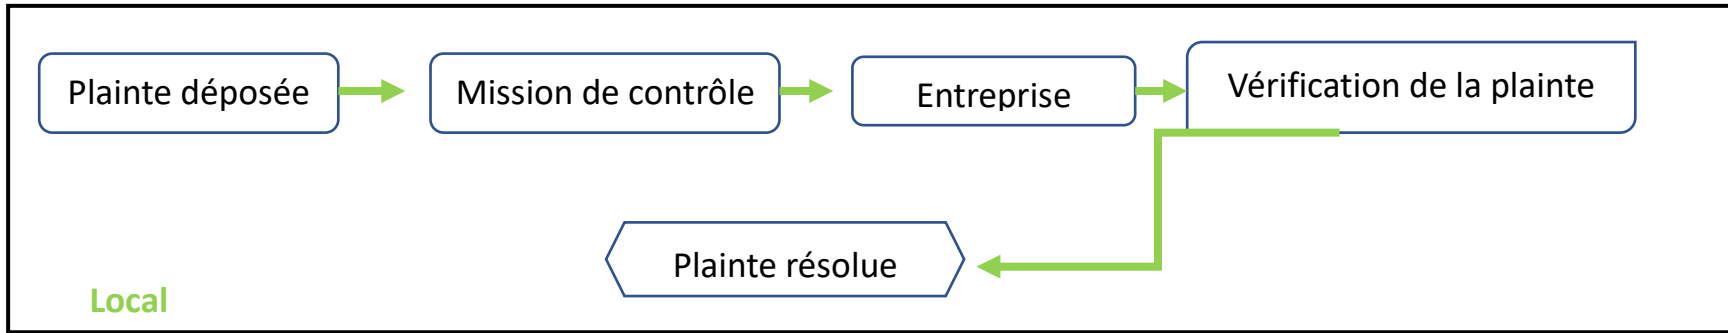 Plainte déposée
Mission de contrôle
Entreprise
Vérification de la plainte
Plainte résolue
Local